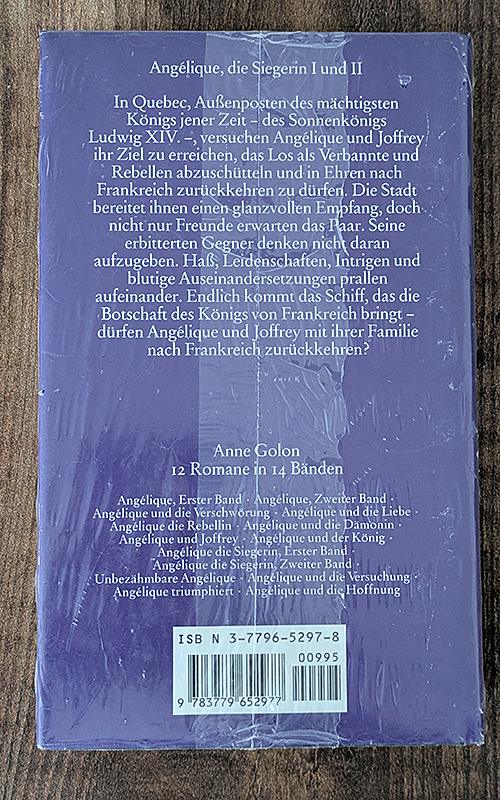 Angélique, die Siegerin I und II
In Quebec, Außenposten des mächtigsten
Königs jener Zeit – des Sonnenkönigs
Ludwig XIV. –, versuchen Angélique und Joffrey
ihr Ziel zu erreichen, das Los als Verbannte und
Rebellen abzuschütteln und in Ehren nach
Frankreich zurückkehren zu dürfen. Die Stadt
bereitet ihnen einen glanzvollen Empfang, doch
nicht nur Freunde erwarten das Paar. Seine
erbitterten Gegner denken nicht daran
aufzugeben. Haß, Leidenschaften, Intrigen und
blutige Auseinandersetzungen prallen
aufeinander. Endlich kommt das Schiff, das die
Botschaft des Königs von Frankreich bringt –
dürfen Angélique und Joffrey mit ihrer Familie
nach Frankreich zurückkehren?
Anne Golon
12 Romane in 14 Bänden
Angélique, Erster Band · Angélique, Zweiter Band ·
Angélique und die Verschwörung · Angélique und die Liebe ·
Angélique die Rebellin · Angélique und die Dämonin ·
Angélique und Joffrey · Angélique und der König ·
Angélique die Siegerin, Erster Band ·
Angélique die Siegerin, Zweiter Band ·
Unbezähmbare Angélique · Angélique und die Versuchung ·
Angélique triumphiert · Angélique und die Hoffnung
ISB N 3-7796-5297-8
00995
9 783779 652977